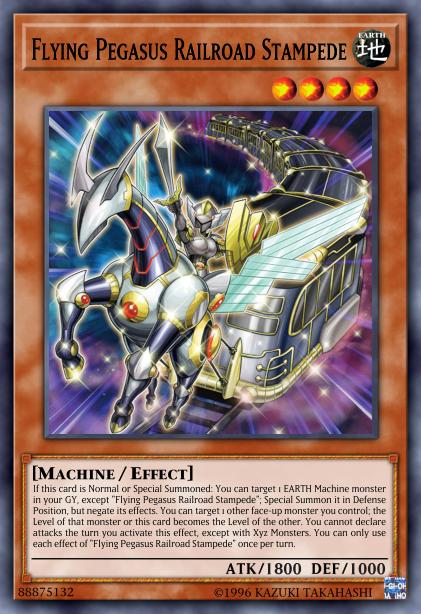 FLYING PEGASUS RAILROAD STAMPEDE
EARTH
地
[MACHINE / EFFECT]
If this card is Normal or Special Summoned: You can target 1 EARTH Machine monster
in your GY, except "Flying Pegasus Railroad Stampede"; Special Summon it in Defense
Position, but negate its effects. You can target 1 other face-up monster you control; the
Level of that monster or this card becomes the Level of the other. You cannot declare
attacks the turn you activate this effect, except with Xyz Monsters. You can only use
each effect of "Flying Pegasus Railroad Stampede" once per turn.
ATK/1800 DEF/1000
88875132
©1996 KAZUKI TAKAHASHI